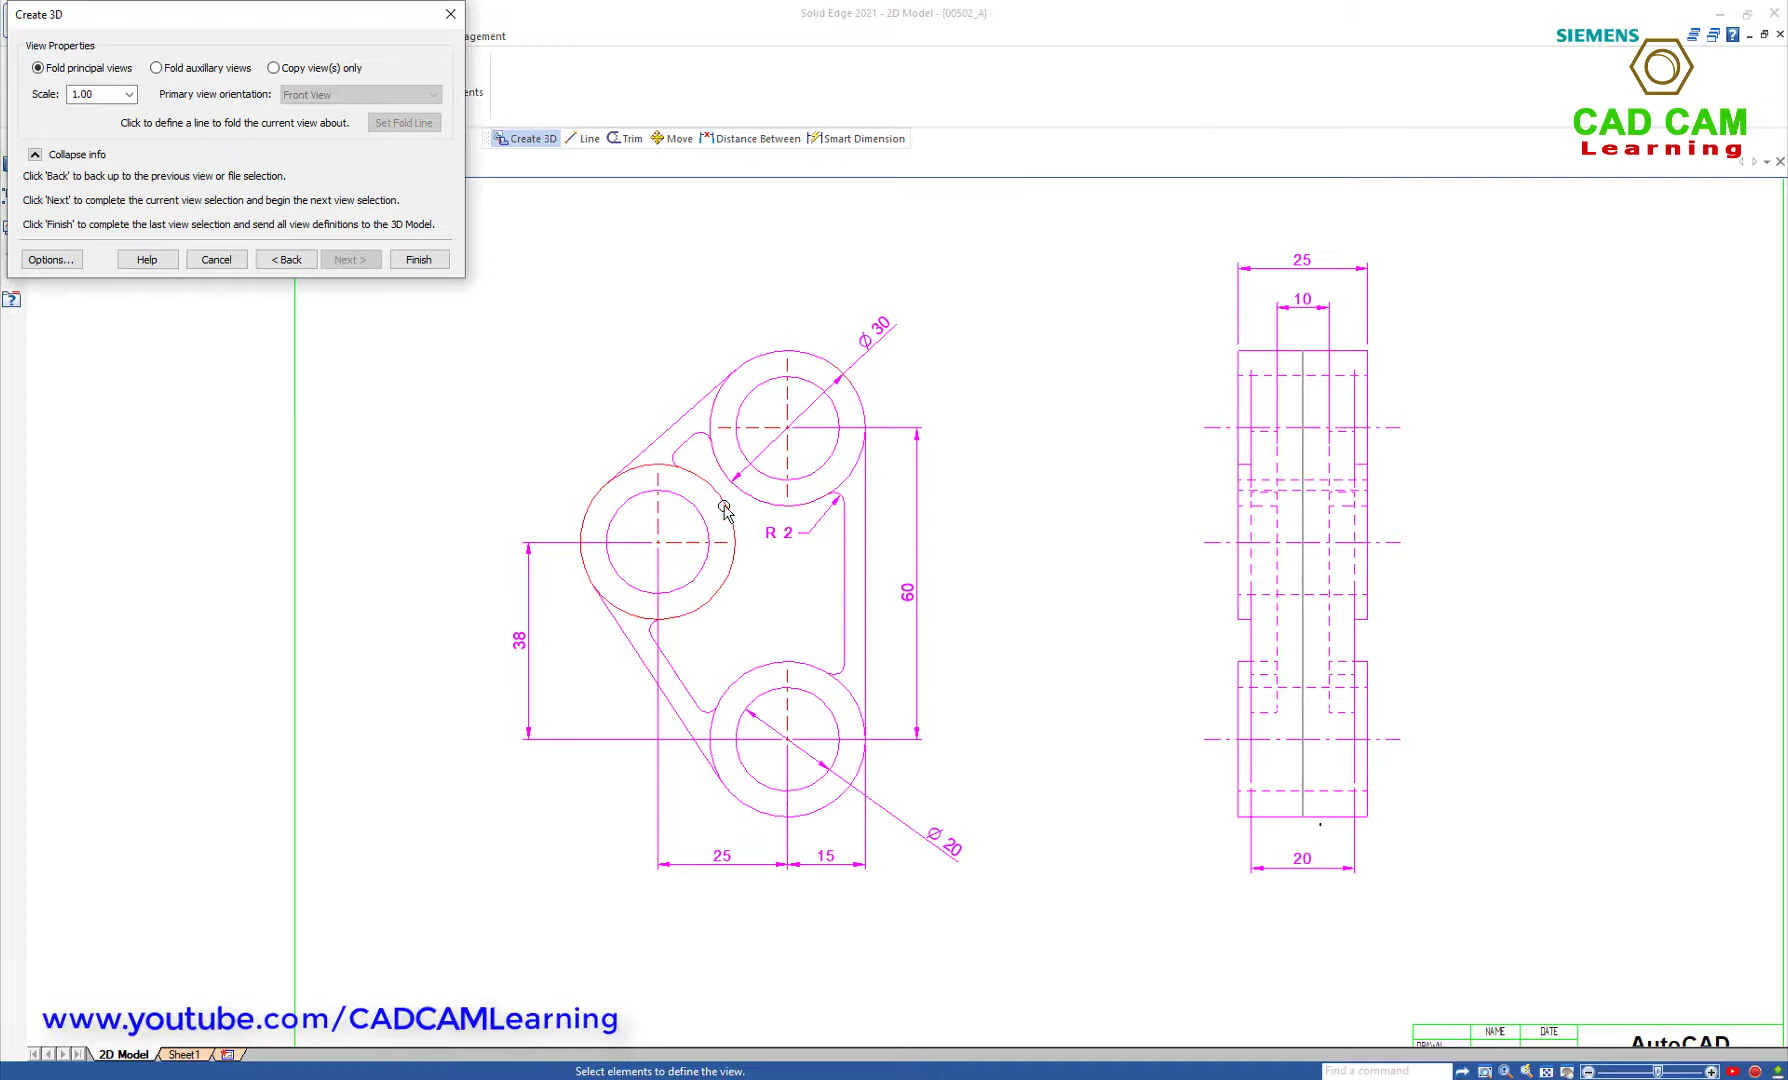 Create 3D
Solid Edge 2021 - 2D Model - [00502_A]
agement
SIEMENS
View Properties
Fold principal views
Fold auxillary views
Copy view(s) only
Scale:
1.00
Primary view orientation:
Front View
Click to define a line to fold the current view about.
Set Fold Line
Collapse info
Click 'Back' to back up to the previous view or file selection.
Click 'Next' to complete the current view selection and begin the next view selection.
Click 'Finish' to complete the last view selection and send all view definitions to the 3D Model.
Options...
Help
Cancel
< Back
Next >
Finish
ents
Create 3D
Line
Trim
Move
Distance Between
Smart Dimension
CAD CAM
Learning
25
10
Ø 30
R 2
60
38
Ø 20
25
15
20
www.youtube.com/CADCAMLearning
NAME
DATE
AutoCAD
2D Model
Sheet1
Select elements to define the view.
Find a command